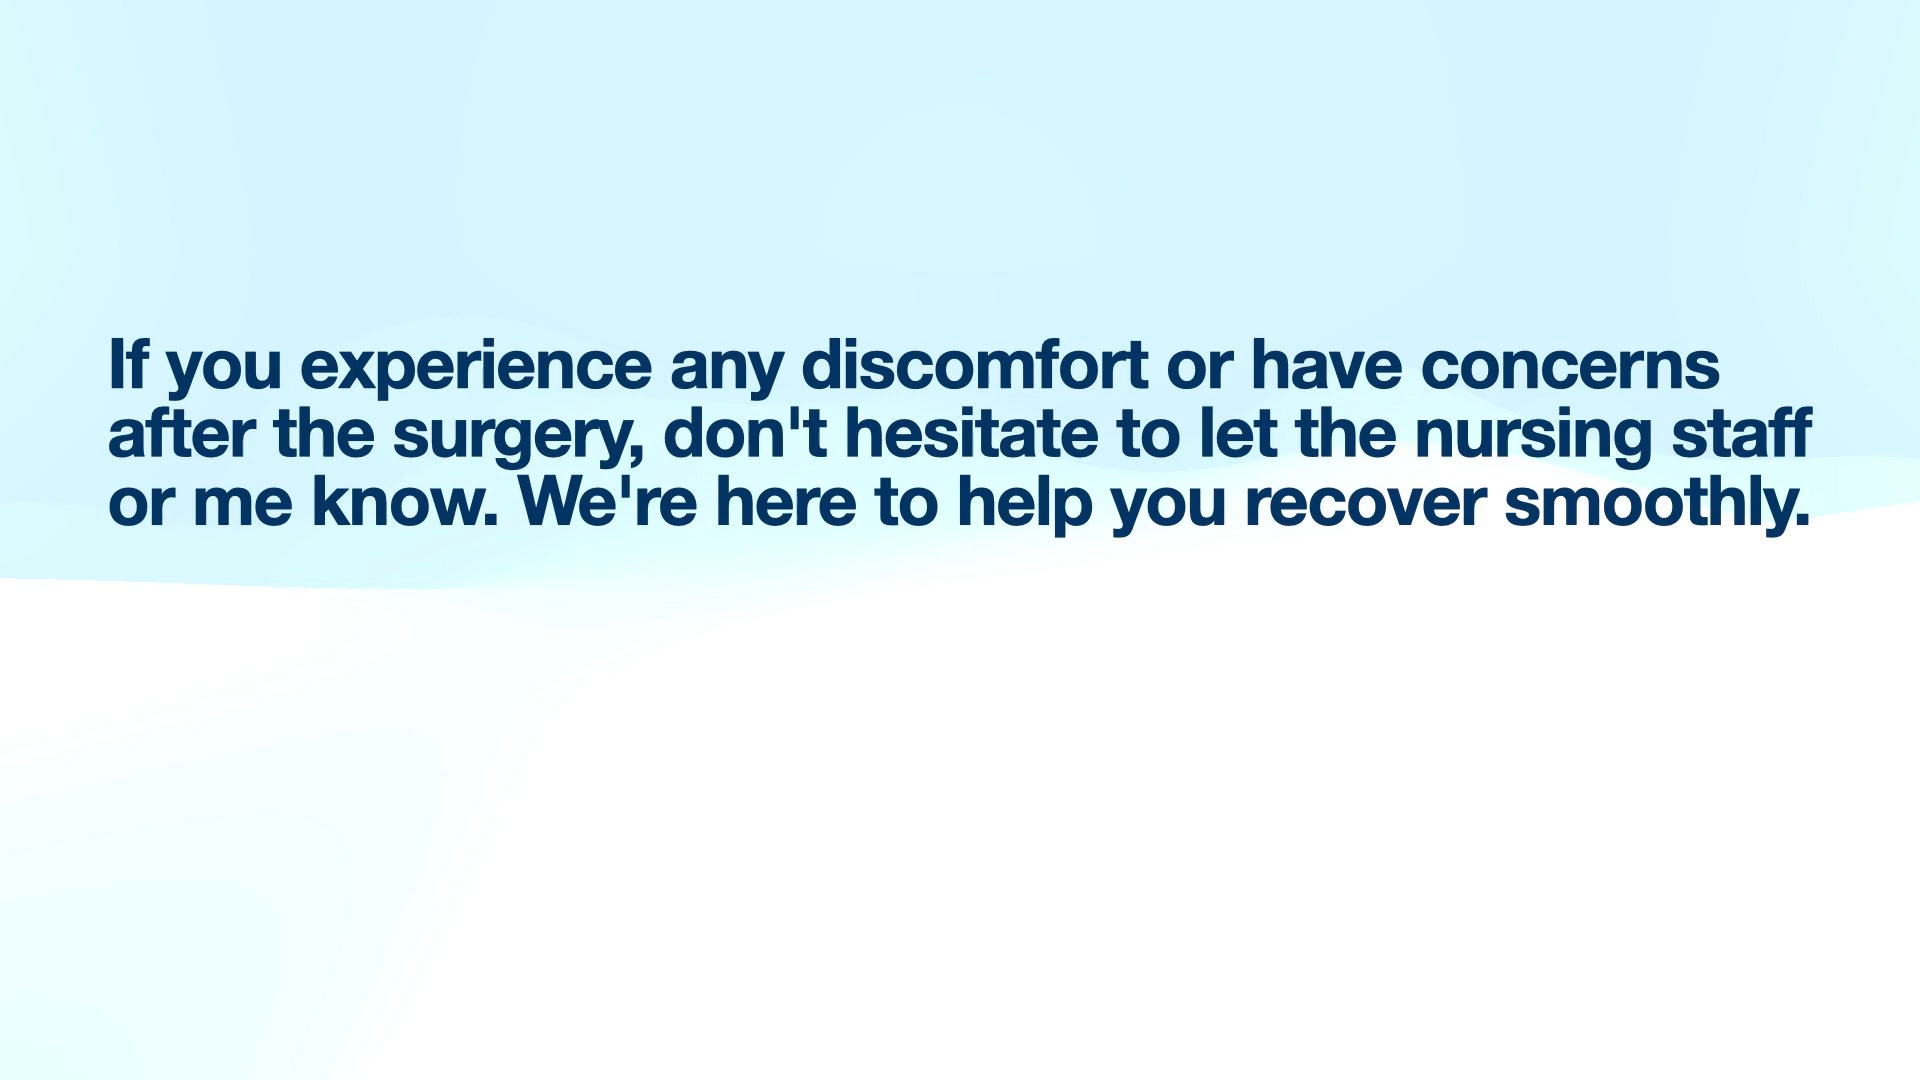 If you experience any discomfort or have concerns
after the surgery, don't hesitate to let the nursing staff
or me know. We're here to help you recover smoothly.